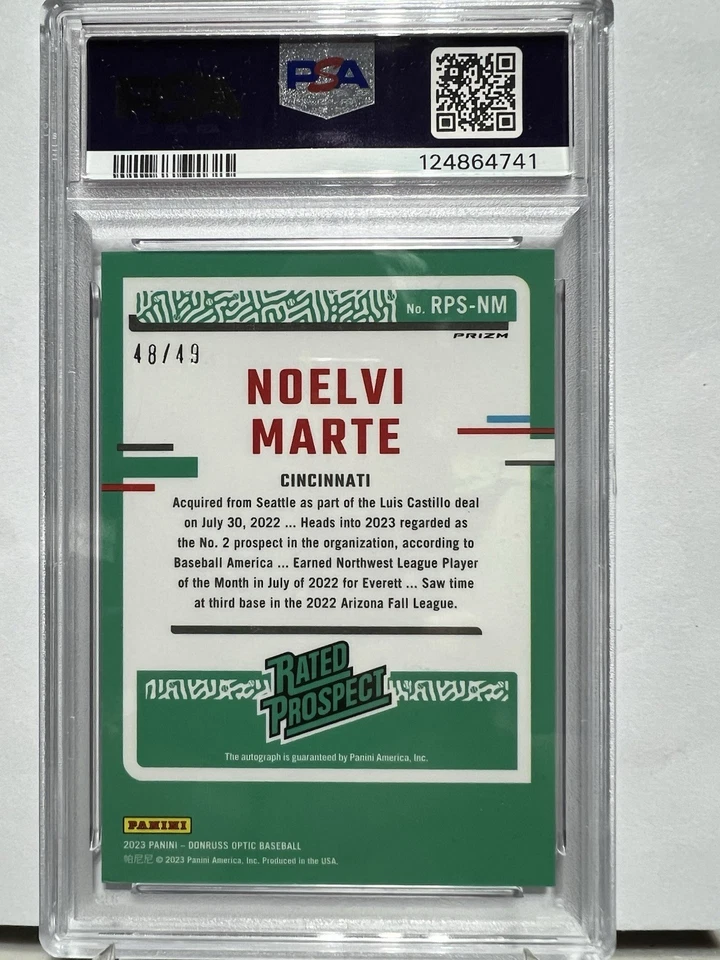 PSA
124864741
No. RPS-NM
PRIZM
48/49
NOELVI
MARTE
CINCINNATI
Acquired from Seattle as part of the Luis Castillo deal
on July 30, 2022 ... Heads into 2023 regarded as
the No. 2 prospect in the organization, according to
Baseball America ... Earned Northwest League Player
of the Month in July of 2022 for Everett ... Saw time
at third base in the 2022 Arizona Fall League.
RATED
PROSPECT
The autograph is guaranteed by Panini America, Inc.
PANINI
2023 PANINI – DONRUSS OPTIC BASEBALL
帕尼尼 © 2023 Panini America, Inc. Produced in the USA.